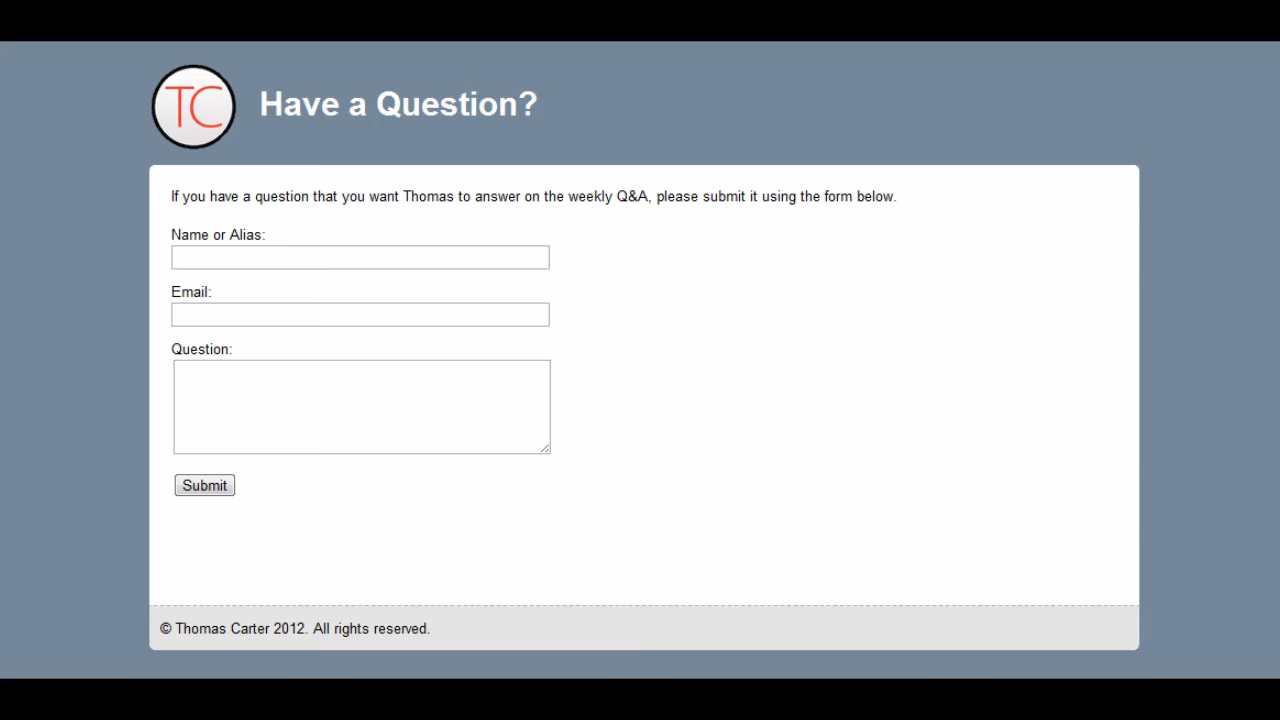 TC
Have a Question?
If you have a question that you want Thomas to answer on the weekly Q&A, please submit it using the form below.
Name or Alias:
Email:
Question:
Submit
© Thomas Carter 2012. All rights reserved.